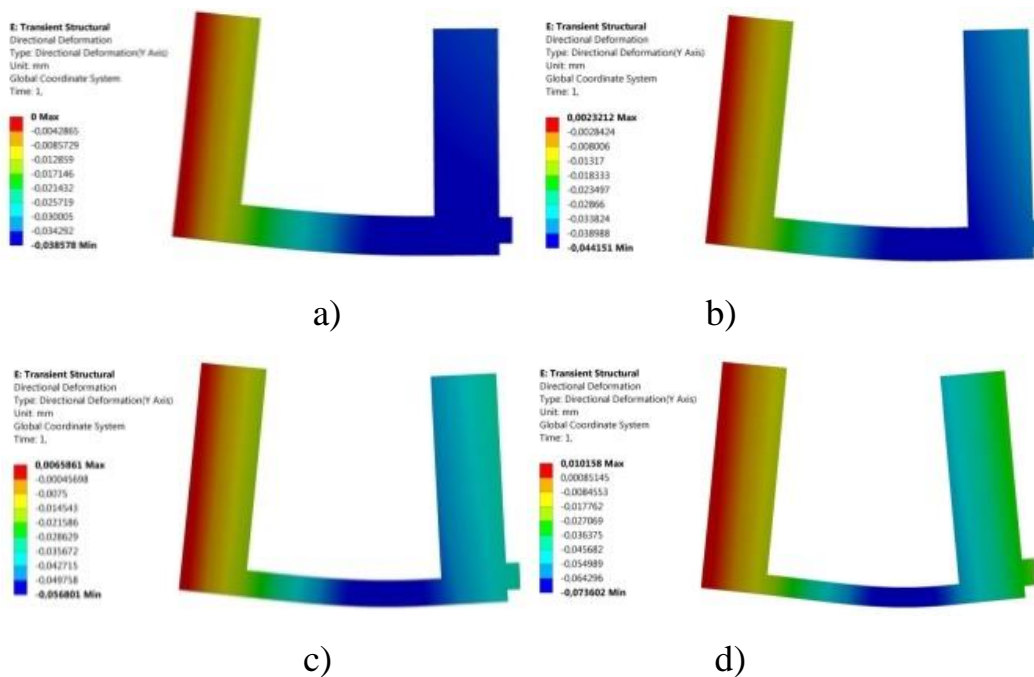 E: Transient Structural
Directional Deformation
Type: Directional Deformation(Y Axis)
Unit: mm
Global Coordinate System
Time: 1,
0 Max
-0,0042865
-0,0085729
-0,012859
-0,017146
-0,021432
-0,025719
-0,030005
-0,034292
-0,038578 Min
a)
E: Transient Structural
Directional Deformation
Type: Directional Deformation(Y Axis)
Unit: mm
Global Coordinate System
Time: 1,
0,0023212 Max
-0,0028424
-0,008006
-0,01317
-0,018333
-0,023497
-0,02866
-0,033824
-0,038988
-0,044151 Min
b)
E: Transient Structural
Directional Deformation
Type: Directional Deformation(Y Axis)
Unit: mm
Global Coordinate System
Time: 1,
0,0065861 Max
-0,00045698
-0,0075
-0,014543
-0,021586
-0,028629
-0,035672
-0,042715
-0,049758
-0,056801 Min
c)
E: Transient Structural
Directional Deformation
Type: Directional Deformation(Y Axis)
Unit: mm
Global Coordinate System
Time: 1,
0,010158 Max
0,00085145
-0,0084553
-0,017762
-0,027069
-0,036375
-0,045682
-0,054989
-0,064296
-0,073602 Min
d)